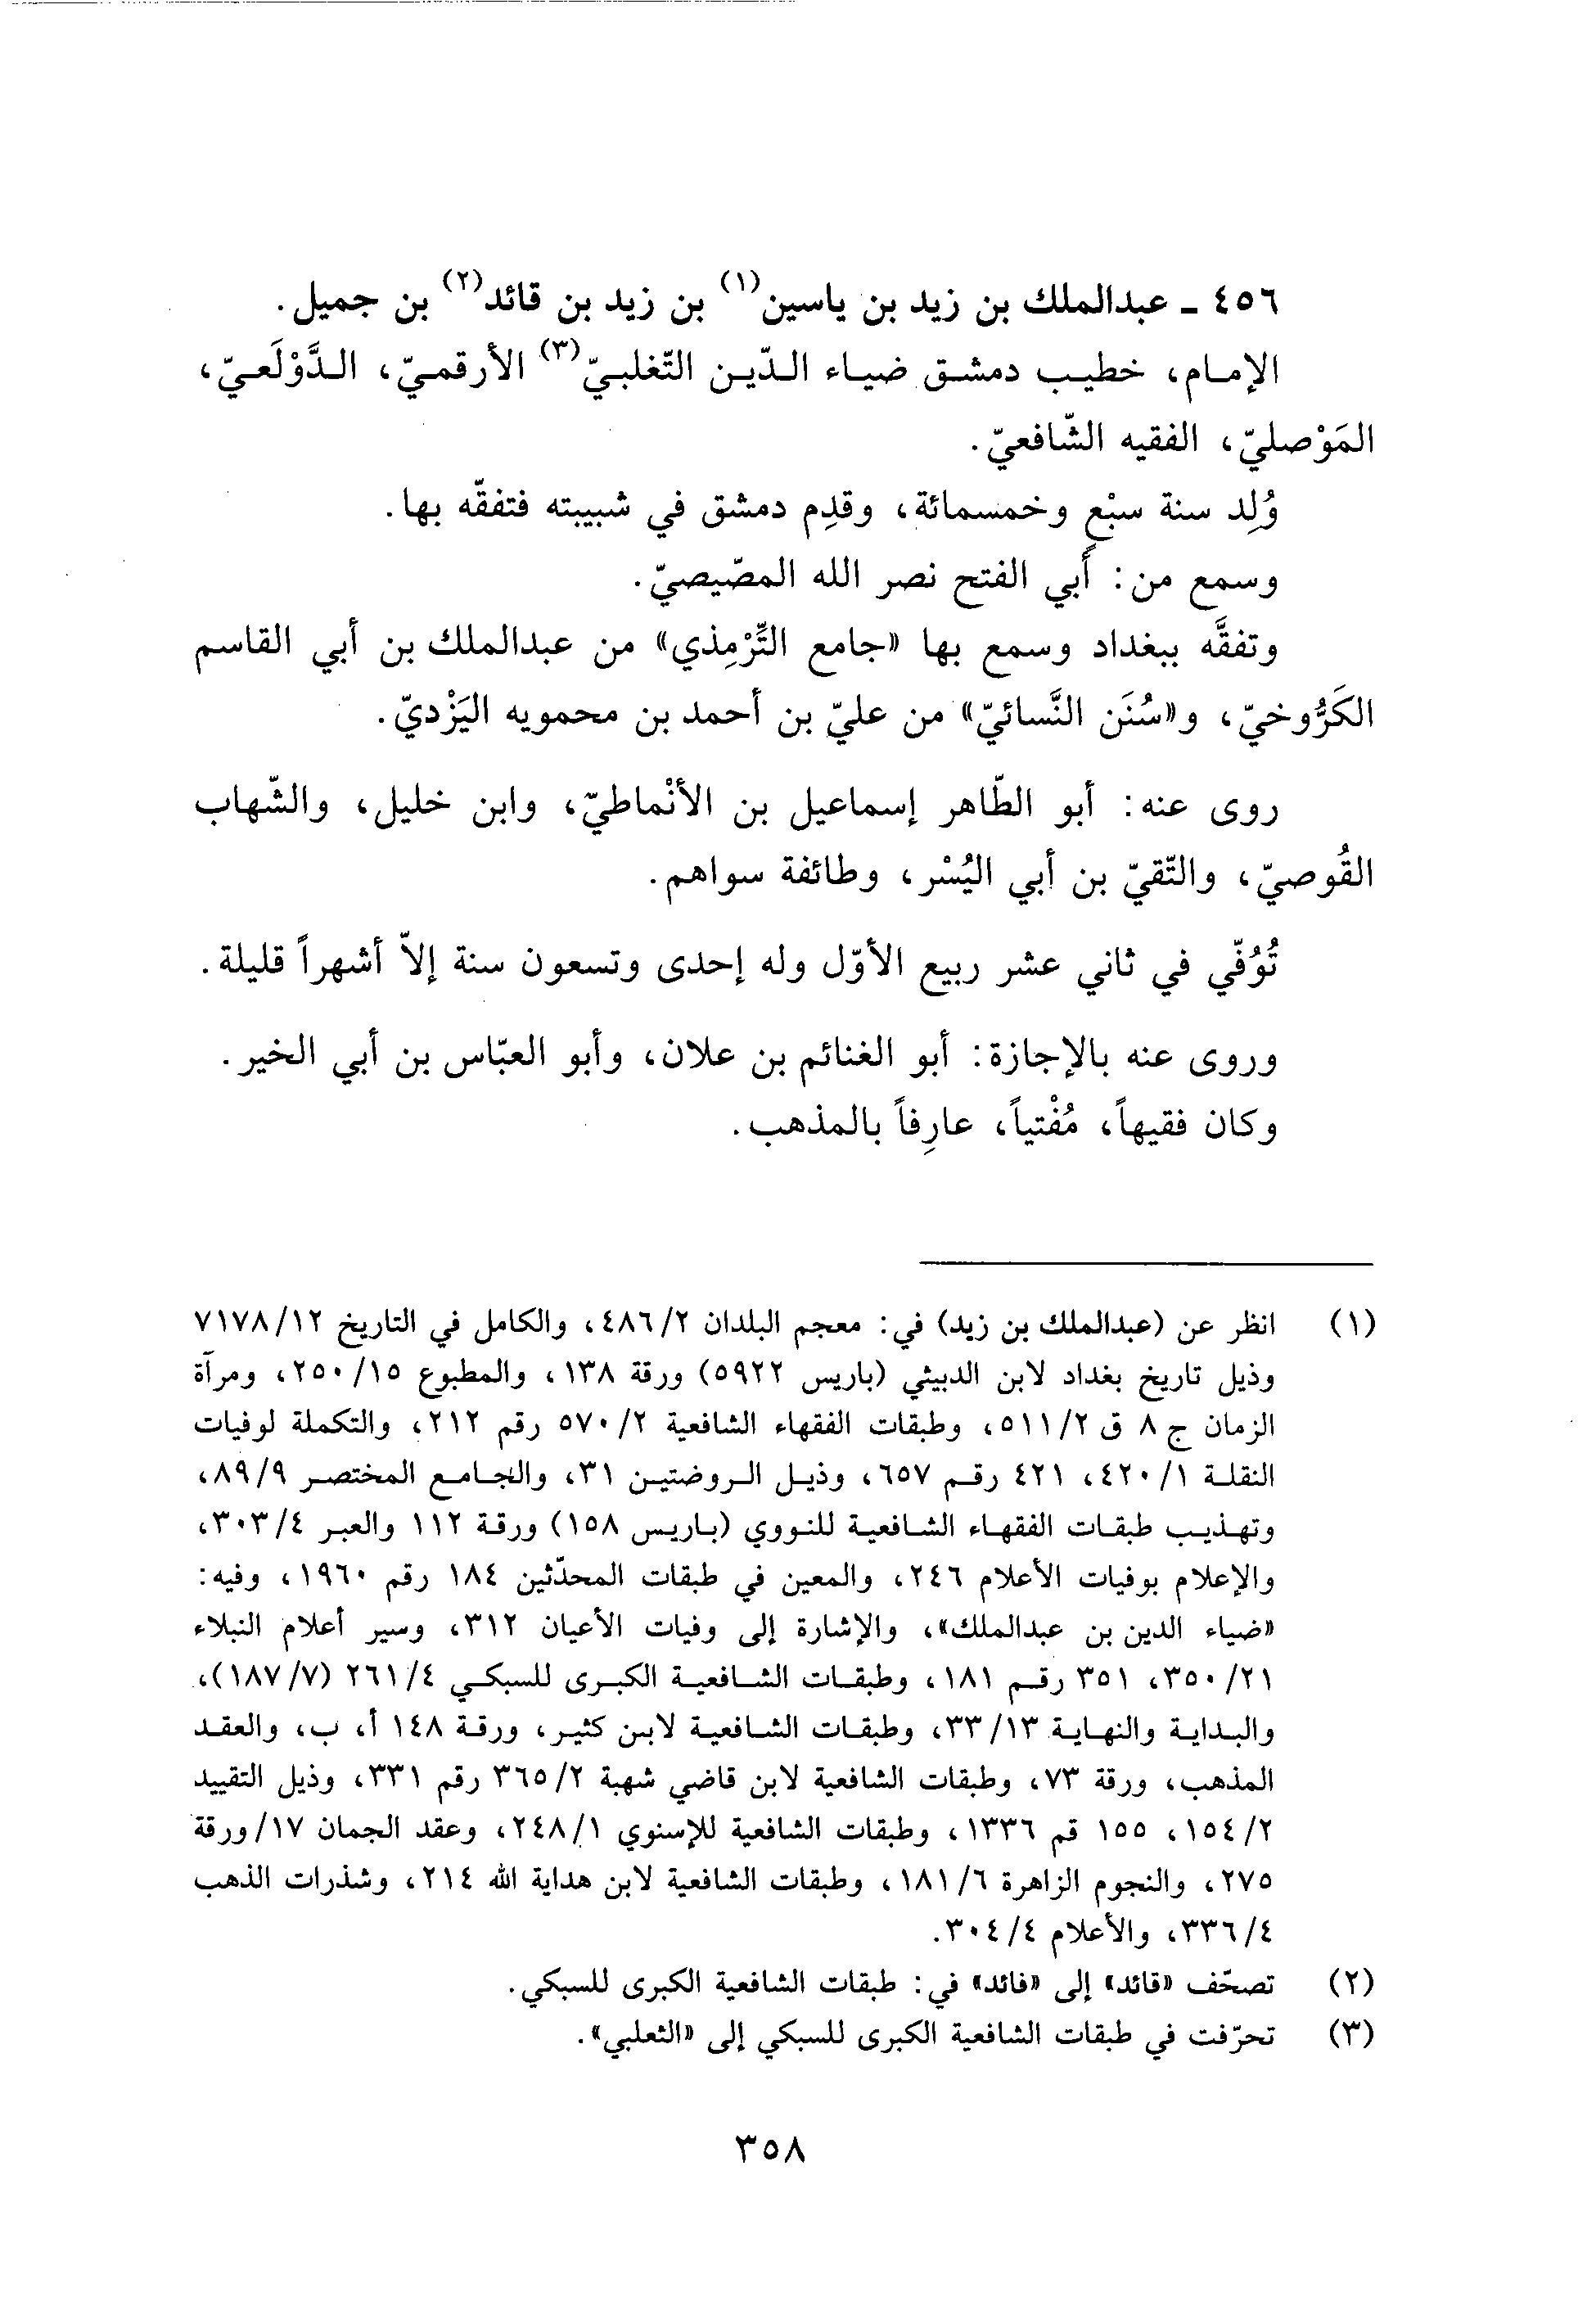 ٤٥٦ ـ عبدالملك بن زيد بن ياسين(١) بن زيد بن قائد(٢) بن جميل.
الإمام، خطيب دمشق ضياء الدّين التّغلبيّ(٣) الأرقميّ، الدَّوْلَعيّ،
المَوْصليّ، الفقيه الشّافعيّ.
وُلِد سنة سبْع وخمسمائة، وقدِم دمشق في شبيبته فتفقّه بها.
وسمع من: أبي الفتح نصر الله المصّيصيّ.
وتفقَّه ببغداد وسمع بها «جامع التِّرْمِذي» من عبدالملك بن أبي القاسم
الكَرُّوخيّ، و«سُنَن النَّسائيّ» من عليّ بن أحمد بن محمويه اليَزْديّ.
روى عنه: أبو الطّاهر إسماعيل بن الأنْماطيّ، وابن خليل، والشّهاب
القُوصيّ، والتّقيّ بن أبي اليُسْر، وطائفة سواهم.
تُوُفّي في ثاني عشر ربيع الأوّل وله إحدى وتسعون سنة إلاّ أشهراً قليلة.
وروى عنه بالإجازة: أبو الغنائم بن علان، وأبو العبّاس بن أبي الخير.
وكان فقيهاً، مُفْتياً، عارِفاً بالمذهب.
(١) انظر عن (عبدالملك بن زيد) في: معجم البلدان ٤٨٦/٢، والكامل في التاريخ ٧١٧٨/١٢
وذيل تاريخ بغداد لابن الدبيثي (باريس ٥٩٢٢) ورقة ١٣٨، والمطبوع ٢٥٠/١٥، ومرآة
الزمان ج ٨ ق ٥١١/٢، وطبقات الفقهاء الشافعية ٥٧٠/٢ رقم ٢١٢، والتكملة لوفيات
النقلة ٤٢٠/١، ٤٢١ رقم ٦٥٧، وذيل الروضتين ٣١، والجامع المختصر ٨٩/٩،
وتهذيب طبقات الفقهاء الشافعية للنووي (باريس ١٥٨) ورقة ١١٢ والعبر ٣٠٣/٤،
والإعلام بوفيات الأعلام ٢٤٦، والمعين في طبقات المحدّثين ١٨٤ رقم ١٩٦٠، وفيه:
«ضياء الدين بن عبدالملك»، والإشارة إلى وفيات الأعيان ٣١٢، وسير أعلام النبلاء
٣٥٠/٢١، ٣٥١ رقم ١٨١، وطبقات الشافعية الكبرى للسبكي ٢٦١/٤ (١٨٧/٧)،
والبداية والنهاية ٣٣/١٣، وطبقات الشافعية لابن كثير، ورقة ١٤٨ أ، ب، والعقد
المذهب، ورقة ٧٣، وطبقات الشافعية لابن قاضي شهبة ٣٦٥/٢ رقم ٣٣١، وذيل التقييد
١٥٤/٢، ١٥٥ قم ١٣٣٦، وطبقات الشافعية للإسنوي ٢٤٨/١، وعقد الجمان ١٧/ورقة
٢٧٥، والنجوم الزاهرة ١٨١/٦، وطبقات الشافعية لابن هداية الله ٢١٤، وشذرات الذهب
٣٣٦/٤، والأعلام ٣٠٤/٤.
(٢) تصحّف «قائد» إلى «فائد» في: طبقات الشافعية الكبرى للسبكي.
(٣) تحرّفت في طبقات الشافعية الكبرى للسبكي إلى «الثعلبي».
٣٥٨